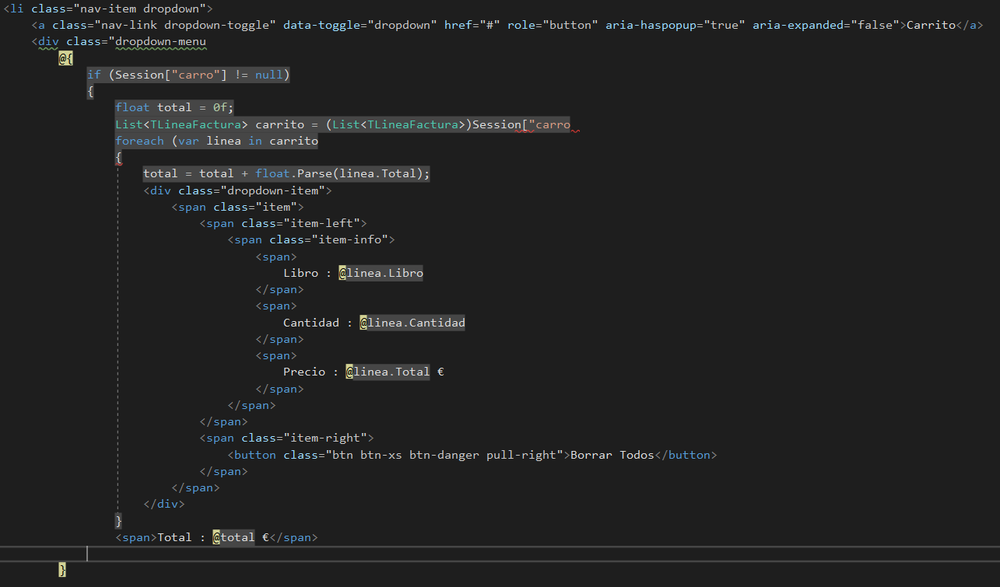 <li class="nav-item dropdown">
<a class="nav-link dropdown-toggle" data-toggle="dropdown" href="#" role="button" aria-haspopup="true" aria-expanded="false">Carrito</a>
<div class="dropdown-menu
@{
if (Session["carro"] != null)
{
float total = 0f;
List<TLineaFactura> carrito = (List<TLineaFactura>)Session["carro
foreach (var linea in carrito
{
total = total + float.Parse(linea.Total);
<div class="dropdown-item">
<span class="item">
<span class="item-left">
<span class="item-info">
<span>
Libro : @linea.Libro
</span>
<span>
Cantidad : @linea.Cantidad
</span>
<span>
Precio : @linea.Total €
</span>
</span>
</span>
<span class="item-right">
<button class="btn btn-xs btn-danger pull-right">Borrar Todos</button>
</span>
</span>
</div>
}
<span>Total : @total €</span>
}